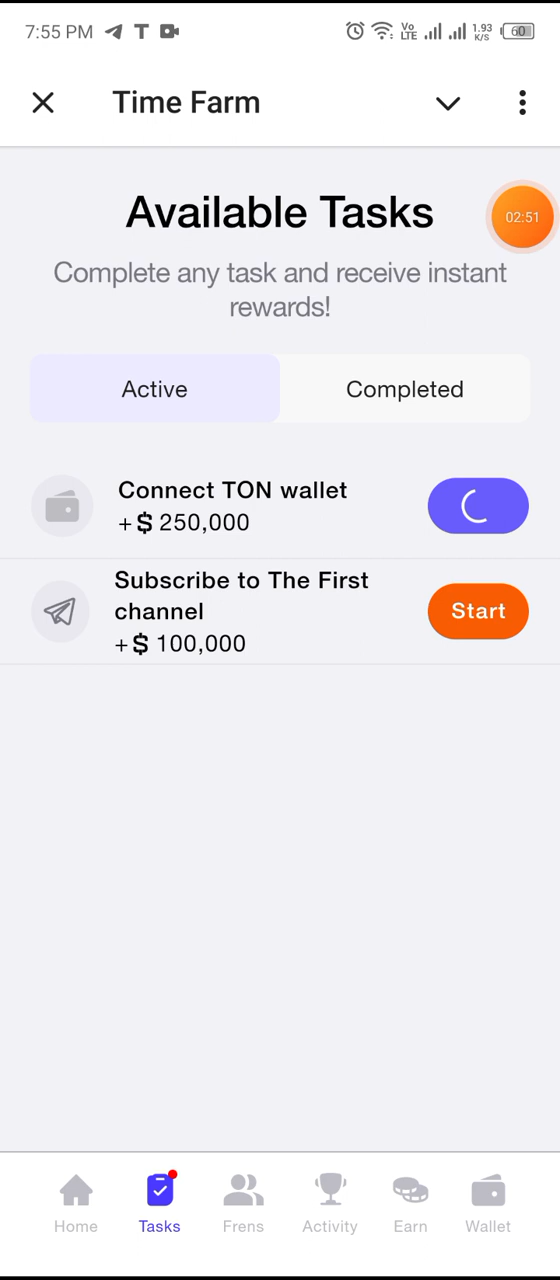 7:55 PM
Vo
LTE
1.93
K/S
60
Time Farm
Available Tasks
02:51
Complete any task and receive instant
rewards!
Active
Completed
Connect TON wallet
+$ 250,000
Subscribe to The First
channel
+$ 100,000
Start
Home
Tasks
Frens
Activity
Earn
Wallet